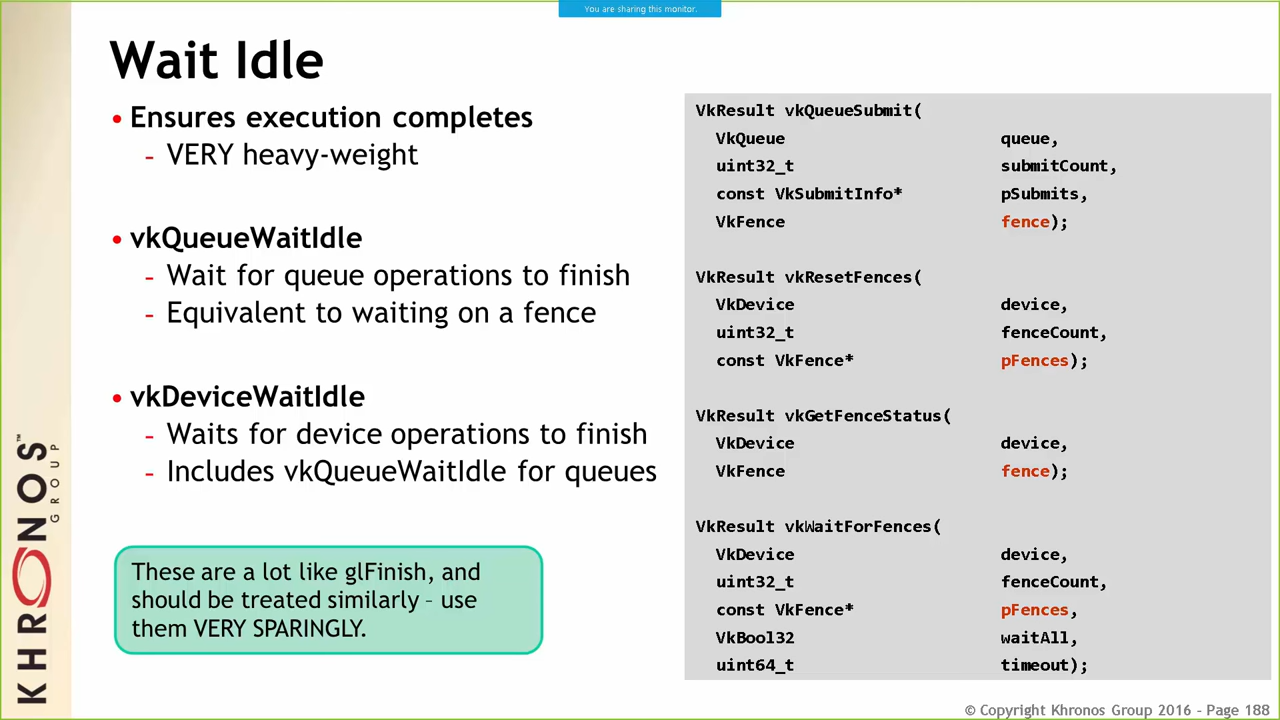 You are sharing this monitor.
Wait Idle
• Ensures execution completes
- VERY heavy-weight
• vkQueueWaitIdle
- Wait for queue operations to finish
- Equivalent to waiting on a fence
• vkDeviceWaitIdle
- Waits for device operations to finish
- Includes vkQueueWaitIdle for queues
These are a lot like glFinish, and
should be treated similarly – use
them VERY SPARINGLY.
VkResult vkQueueSubmit(
VkQueue queue,
uint32_t submitCount,
const VkSubmitInfo* pSubmits,
VkFence fence);
VkResult vkResetFences(
VkDevice device,
uint32_t fenceCount,
const VkFence* pFences);
VkResult vkGetFenceStatus(
VkDevice device,
VkFence fence);
VkResult vkWaitForFences(
VkDevice device,
uint32_t fenceCount,
const VkFence* pFences,
VkBool32 waitAll,
uint64_t timeout);
KHRONOS™
GROUP
© Copyright Khronos Group 2016 - Page 188